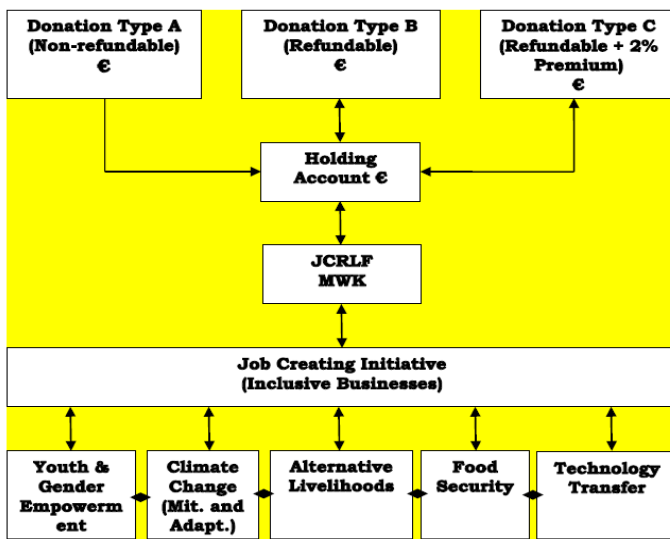 Donation Type A
(Non-refundable)
€
Donation Type B
(Refundable)
€
Donation Type C
(Refundable + 2%
Premium)
€
Holding
Account €
JCRLF
MWK
Job Creating Initiative
(Inclusive Businesses)
Youth &
Gender
Empowerm
ent
Climate
Change
(Mit. and
Adapt.)
Alternative
Livelihoods
Food
Security
Technology
Transfer